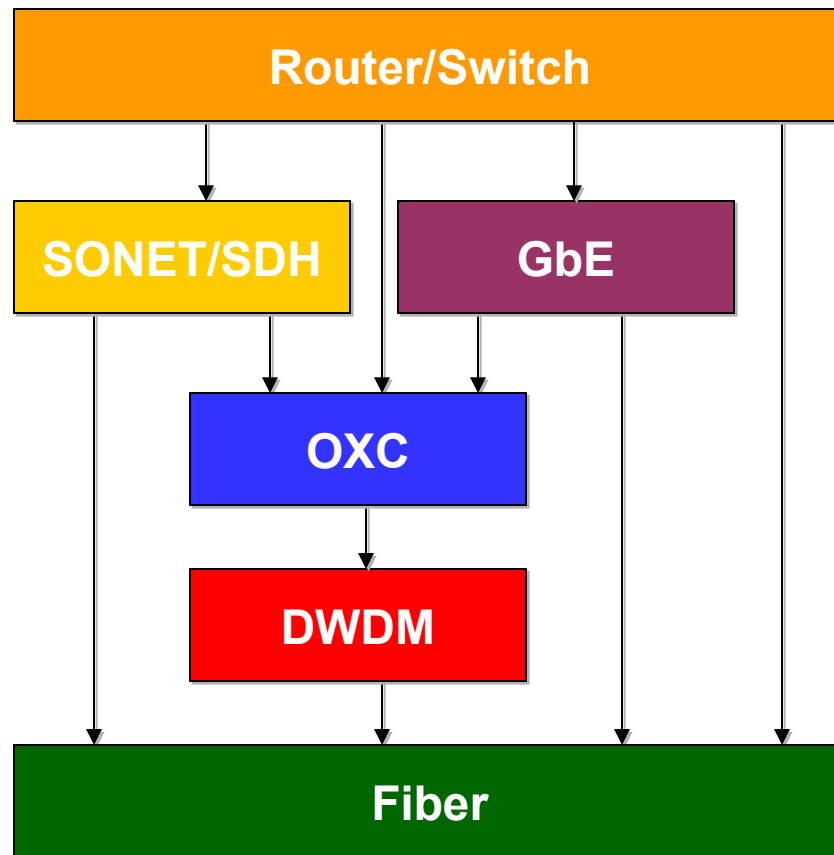 Router/Switch
SONET/SDH
GbE
OXC
DWDM
Fiber